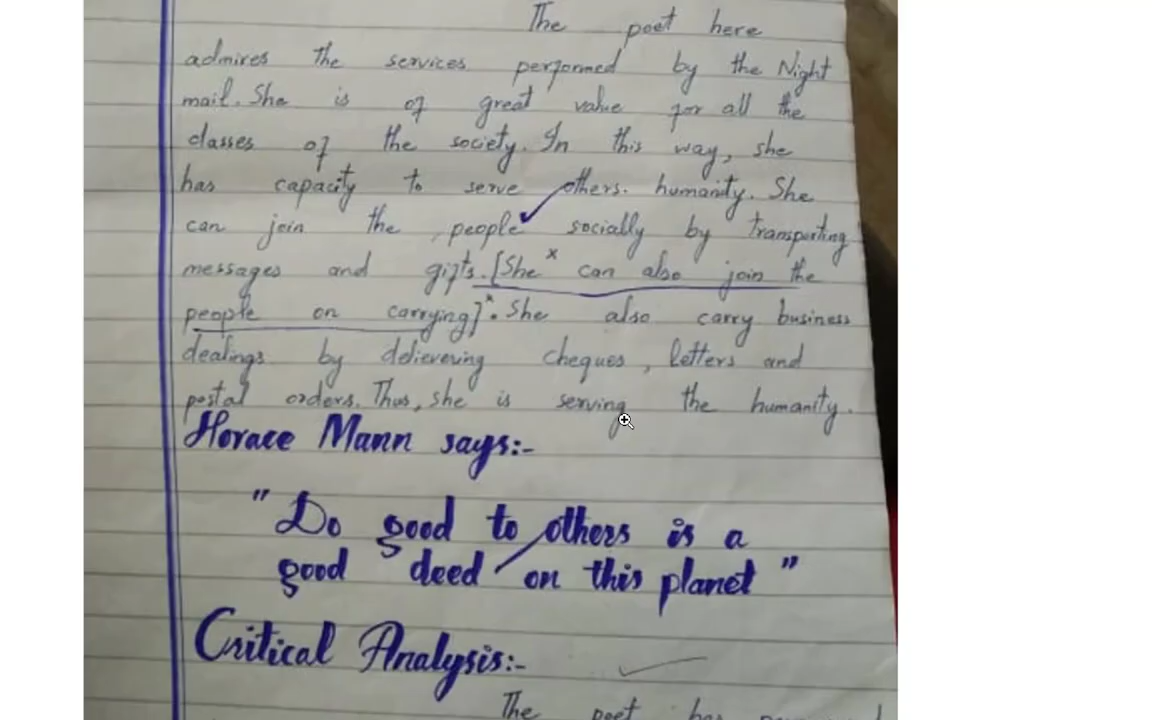 The poet here
admires the services performed by the Night
mail. She is of great value for all the
classes of the society. In this way, she
has capacity to serve others. humanity. She
can join the people socially by transporting
messages and gifts. [She x can also join the
people on carrying] x. She also carry business
dealings by delievering cheques, letters and
postal orders. Thus, she is serving the humanity.
Horace Mann says:-
"Do good to others is a
good deed on this planet"
Critical Analysis:-
The poet has